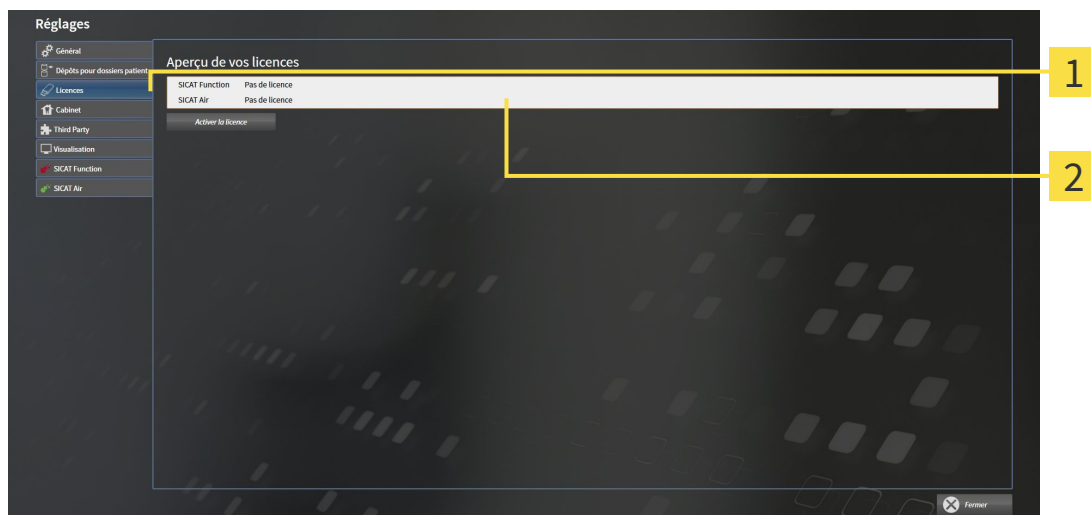 Réglages
Général
Dépôts pour dossiers patient
Licences
Cabinet
Third Party
Visualisation
SICAT Function
SICAT Air
Aperçu de vos licences
SICAT Function Pas de licence
SICAT Air Pas de licence
Activer la licence
Fermer
1
2